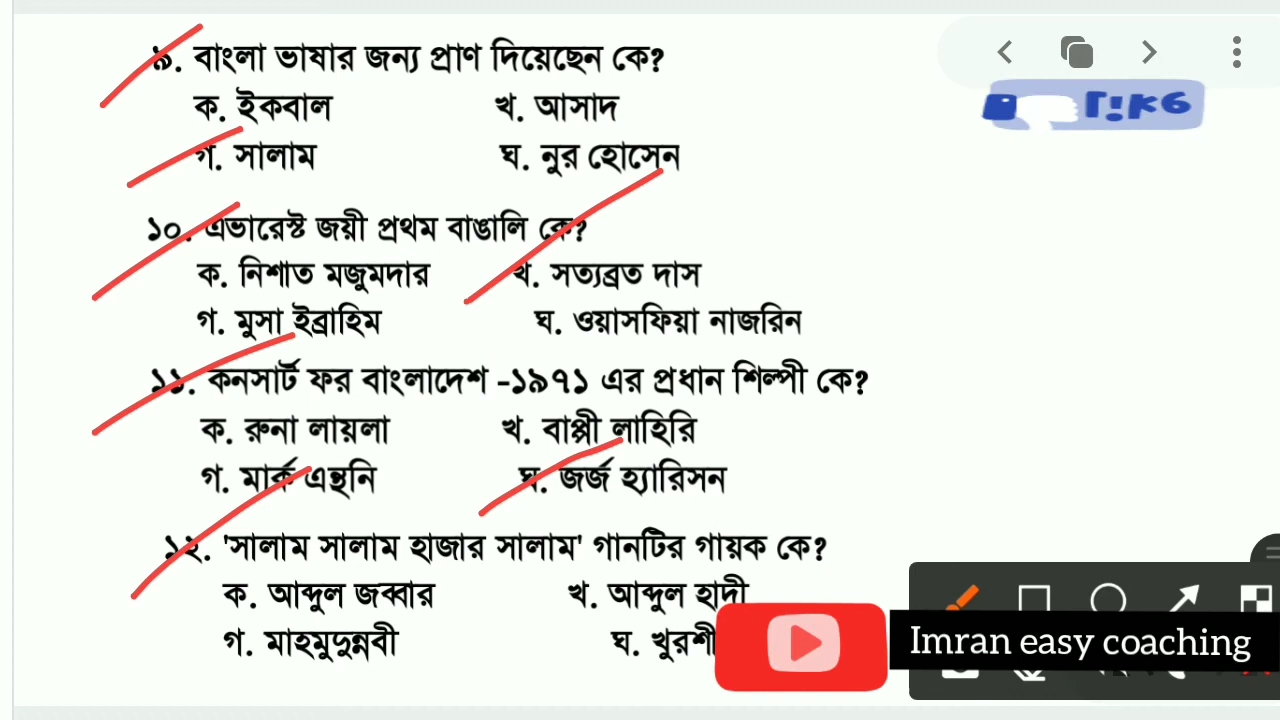 ৯. বাংলা ভাষার জন্য প্রাণ দিয়েছেন কে?
ক. ইকবাল খ. আসাদ
গ. সালাম ঘ. নুর হোসেন
১০. এভারেস্ট জয়ী প্রথম বাঙালি কে?
ক. নিশাত মজুমদার খ. সত্যব্রত দাস
গ. মুসা ইব্রাহিম ঘ. ওয়াসফিয়া নাজরিন
১১. কনসার্ট ফর বাংলাদেশ -১৯৭১ এর প্রধান শিল্পী কে?
ক. রুনা লায়লা খ. বাপ্পী লাহিরি
গ. মার্ক এন্থনি ঘ. জর্জ হ্যারিসন
১২. 'সালাম সালাম হাজার সালাম' গানটির গায়ক কে?
ক. আব্দুল জব্বার খ. আব্দুল হাদী
গ. মাহমুদুন্নবী ঘ.
Imran easy coaching